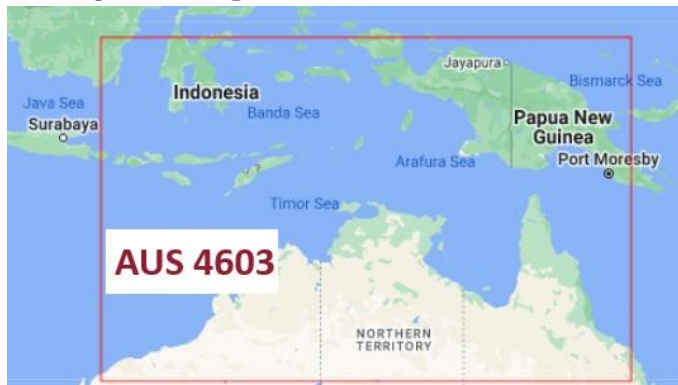 Jayapura
Bismarck Sea
Indonesia
Java Sea
Banda Sea
Papua New
Guinea
Surabaya
Arafura Sea
Port Moresby
Timor Sea
AUS 4603
NORTHERN
TERRITORY